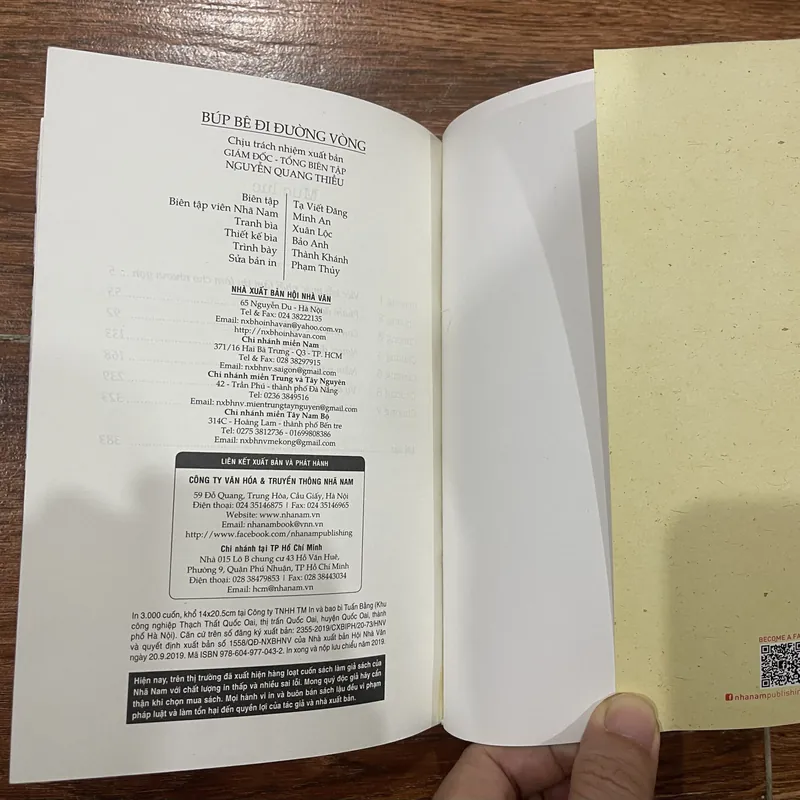 BÚP BÊ ĐI ĐƯỜNG VÒNG
Chịu trách nhiệm xuất bản
GIÁM ĐỐC - TỔNG BIÊN TẬP
NGUYỄN QUANG THIỀU
Biên tập Tạ Viết Đãng
Biên tập viên Nhã Nam Minh An
Tranh bìa Xuân Lộc
Thiết kế bìa Bảo Anh
Trình bày Thành Khánh
Sửa bản in Phạm Thủy
NHÀ XUẤT BẢN HỘI NHÀ VĂN
65 Nguyễn Du - Hà Nội
Tel & Fax: 024 38222135
Email: nxbhoinhavan@yahoo.com.vn
http://nxbhoinhavan.com
Chi nhánh miền Nam
371/16 Hai Bà Trưng - Q3 - TP. HCM
Tel & Fax: 028 38297915
Email: nxbhnv.saigon@gmail.com
Chi nhánh miền Trung và Tây Nguyên
42 - Trần Phú - thành phố Đà Nẵng
Tel: 0236 3849516
Email: nxbhnv.mientrungtaynguyen@gmail.com
Chi nhánh miền Tây Nam Bộ
314C - Hoàng Lam - thành phố Bến tre
Tel: 0275 3812736 - 01699808386
Email: nxbhnvmekong@gmail.com
LIÊN KẾT XUẤT BẢN VÀ PHÁT HÀNH
CÔNG TY VĂN HÓA & TRUYỀN THÔNG NHÃ NAM
59 Đỗ Quang, Trung Hòa, Cầu Giấy, Hà Nội
Điện thoại: 024 35146875 | Fax: 024 35146965
Website: www.nhanam.vn
Email: nhanambook@vnn.vn
http://www.facebook.com/nhanampublishing
Chi nhánh tại TP Hồ Chí Minh
Nhà 015 Lô B chung cư 43 Hồ Văn Huê,
Phường 9, Quận Phú Nhuận, TP Hồ Chí Minh
Điện thoại: 028 38479853 | Fax: 028 38443034
Email: hcm@nhanam.vn
In 3.000 cuốn, khổ 14x20.5cm tại Công ty TNHH TM In và bao bì Tuấn Bằng (Khu
công nghiệp Thạch Thất Quốc Oai, thị trấn Quốc Oai, huyện Quốc Oai, thành
phố Hà Nội). Căn cứ trên số đăng ký xuất bản: 2355-2019/CXBIPH/20-73/HNV
và quyết định xuất bản số 1558/QĐ-NXBHNV của Nhà xuất bản Hội Nhà Văn
ngày 20.9.2019. Mã ISBN 978-604-977-043-2. In xong và nộp lưu chiểu năm 2019.
Hiện nay, trên thị trường đã xuất hiện hàng loạt cuốn sách làm giả sách của
Nhã Nam với chất lượng in thấp và nhiều sai lỗi. Mong quý độc giả hãy cẩn
thận khi chọn mua sách. Mọi hành vi in và buôn bán sách lậu đều vi phạm
pháp luật và làm tổn hại đến quyền lợi của tác giả và nhà xuất bản.
BECOME A FA
nhanampublishing